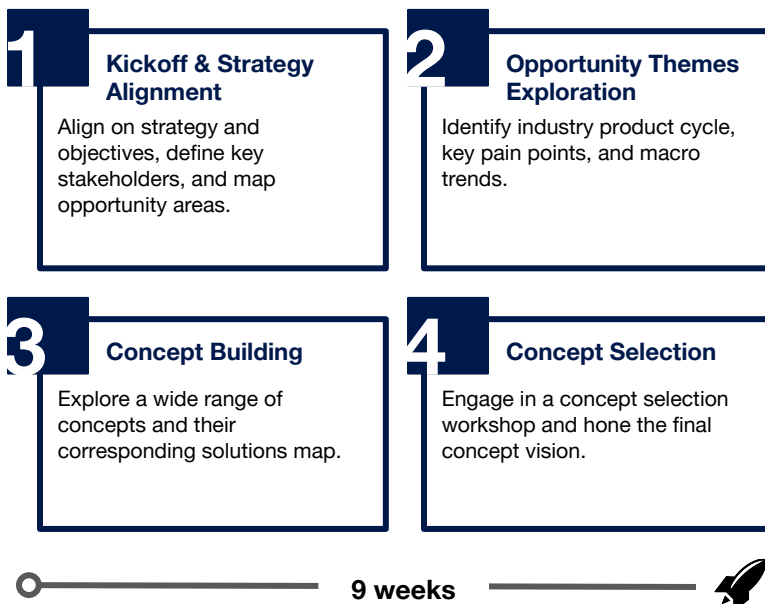 1
Kickoff & Strategy
Alignment
Align on strategy and
objectives, define key
stakeholders, and map
opportunity areas.
2
Opportunity Themes
Exploration
Identify industry product cycle,
key pain points, and macro
trends.
3
Concept Building
Explore a wide range of
concepts and their
corresponding solutions map.
4
Concept Selection
Engage in a concept selection
workshop and hone the final
concept vision.
9 weeks